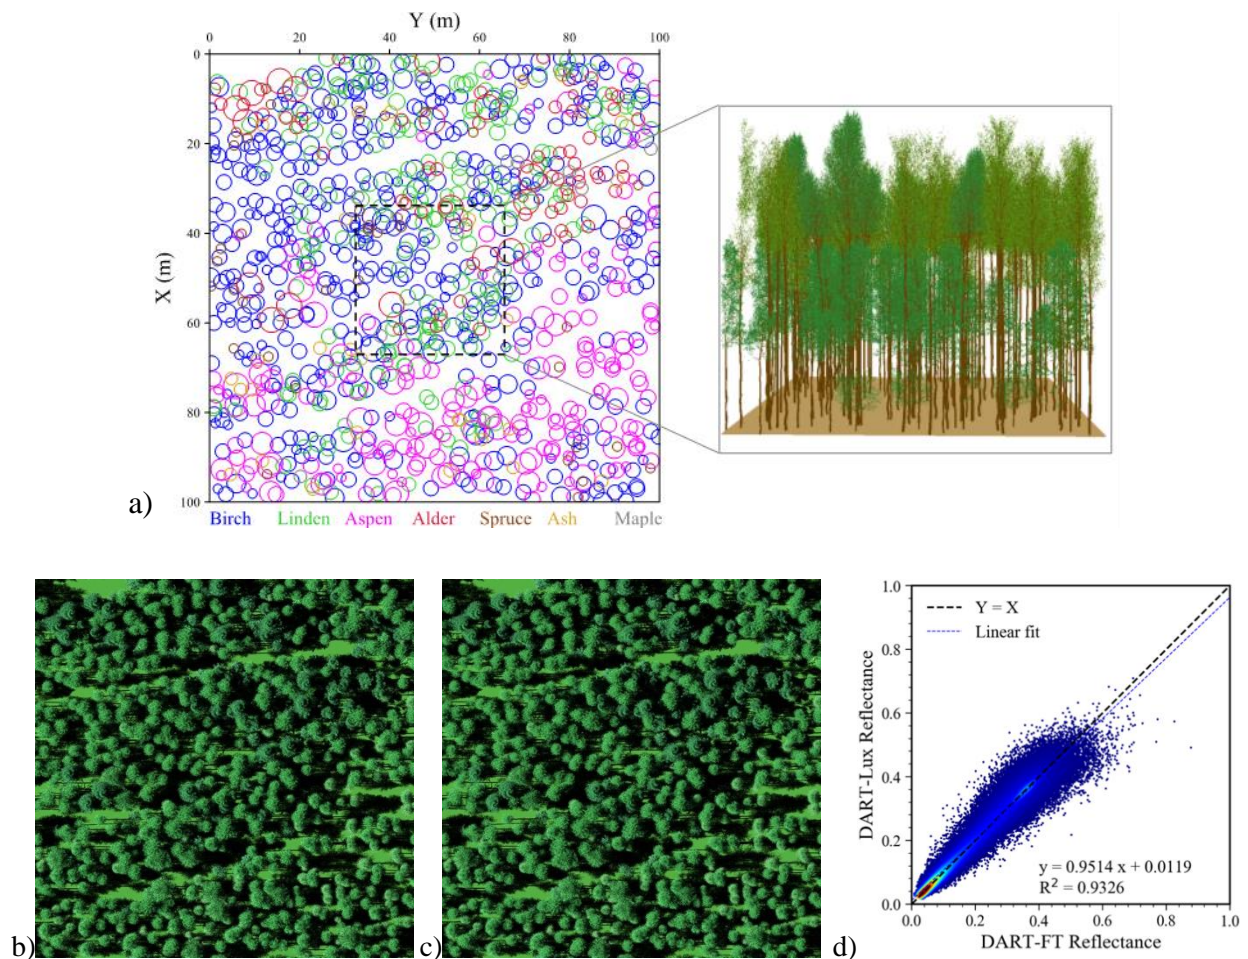 Y (m)
0 20 40 60 80 100
0
20
40
60
80
100
X (m)
a)
Birch Linden Aspen Alder Spruce Ash Maple
b)
c)
d)
1.0
0.8
0.6
0.4
0.2
0.0
DART-Lux Reflectance
Y = X
Linear fit
y = 0.9514 x + 0.0119
R² = 0.9326
0.0 0.2 0.4 0.6 0.8 1.0
DART-FT Reflectance